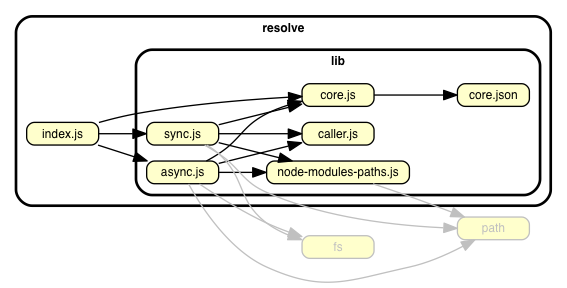 resolve
lib
core.js
core.json
index.js
sync.js
caller.js
async.js
node-modules-paths.js
path
fs